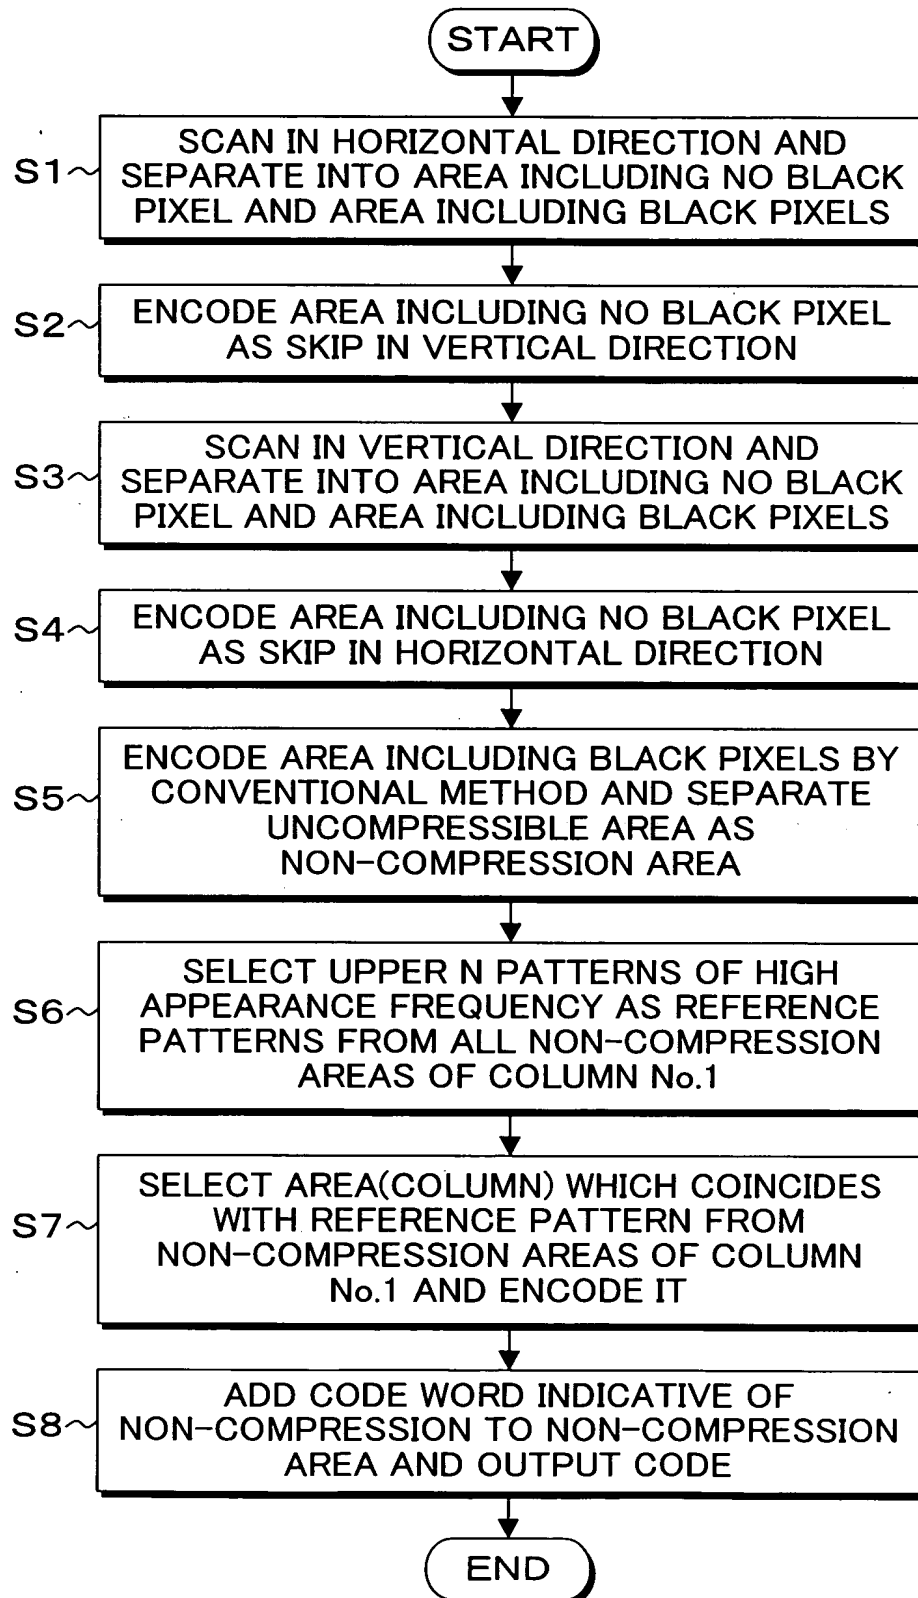 START
S1
SCAN IN HORIZONTAL DIRECTION AND
SEPARATE INTO AREA INCLUDING NO BLACK
PIXEL AND AREA INCLUDING BLACK PIXELS
S2
ENCODE AREA INCLUDING NO BLACK PIXEL
AS SKIP IN VERTICAL DIRECTION
S3
SCAN IN VERTICAL DIRECTION AND
SEPARATE INTO AREA INCLUDING NO BLACK
PIXEL AND AREA INCLUDING BLACK PIXELS
S4
ENCODE AREA INCLUDING NO BLACK PIXEL
AS SKIP IN HORIZONTAL DIRECTION
S5
ENCODE AREA INCLUDING BLACK PIXELS BY
CONVENTIONAL METHOD AND SEPARATE
UNCOMPRESSIBLE AREA AS
NON-COMPRESSION AREA
S6
SELECT UPPER N PATTERNS OF HIGH
APPEARANCE FREQUENCY AS REFERENCE
PATTERNS FROM ALL NON-COMPRESSION
AREAS OF COLUMN No.1
S7
SELECT AREA(COLUMN) WHICH COINCIDES
WITH REFERENCE PATTERN FROM
NON-COMPRESSION AREAS OF COLUMN
No.1 AND ENCODE IT
S8
ADD CODE WORD INDICATIVE OF
NON-COMPRESSION TO NON-COMPRESSION
AREA AND OUTPUT CODE
END